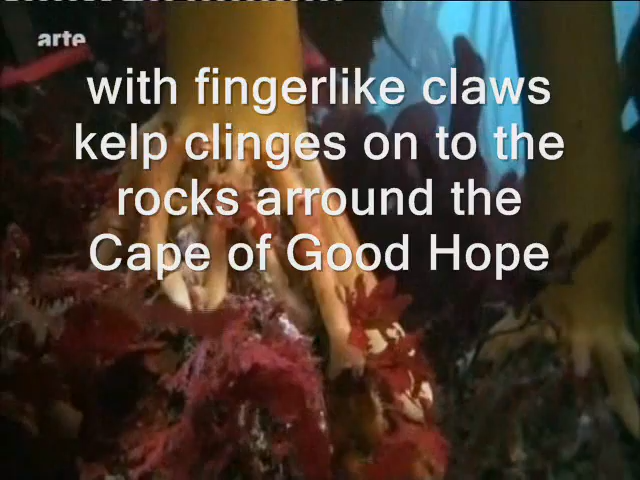 arte
with fingerlike claws
kelp clinges on to the
rocks arround the
Cape of Good Hope